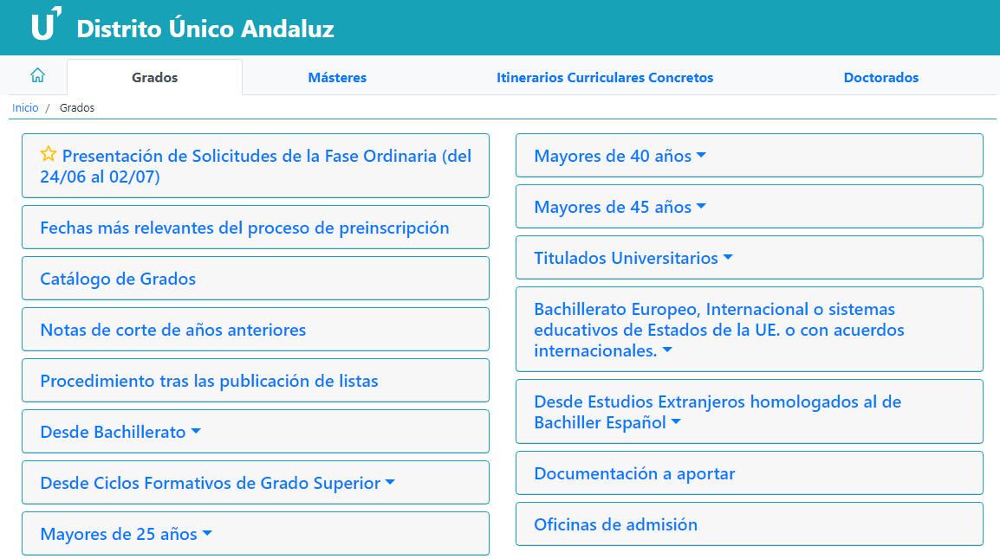 Distrito Único Andaluz
Grados
Másteres
Itinerarios Curriculares Concretos
Doctorados
Inicio / Grados
Presentación de Solicitudes de la Fase Ordinaria (del
24/06 al 02/07)
Fechas más relevantes del proceso de preinscripción
Catálogo de Grados
Notas de corte de años anteriores
Procedimiento tras las publicación de listas
Desde Bachillerato
Desde Ciclos Formativos de Grado Superior
Mayores de 25 años
Mayores de 40 años
Mayores de 45 años
Titulados Universitarios
Bachillerato Europeo, Internacional o sistemas
educativos de Estados de la UE. o con acuerdos
internacionales.
Desde Estudios Extranjeros homologados al de
Bachiller Español
Documentación a aportar
Oficinas de admisión